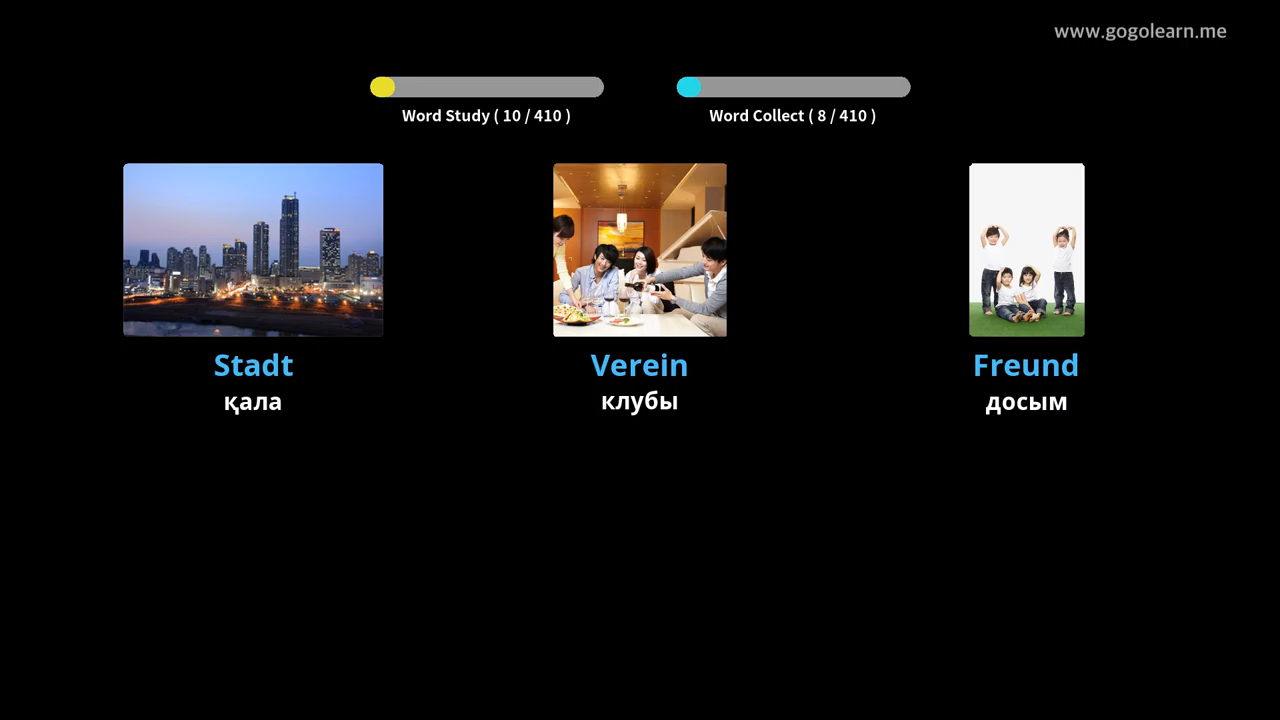 www.gogolearn.me
Word Study ( 10 / 410 )
Word Collect ( 8 / 410 )
Stadt
қала
Verein
клубы
Freund
досым